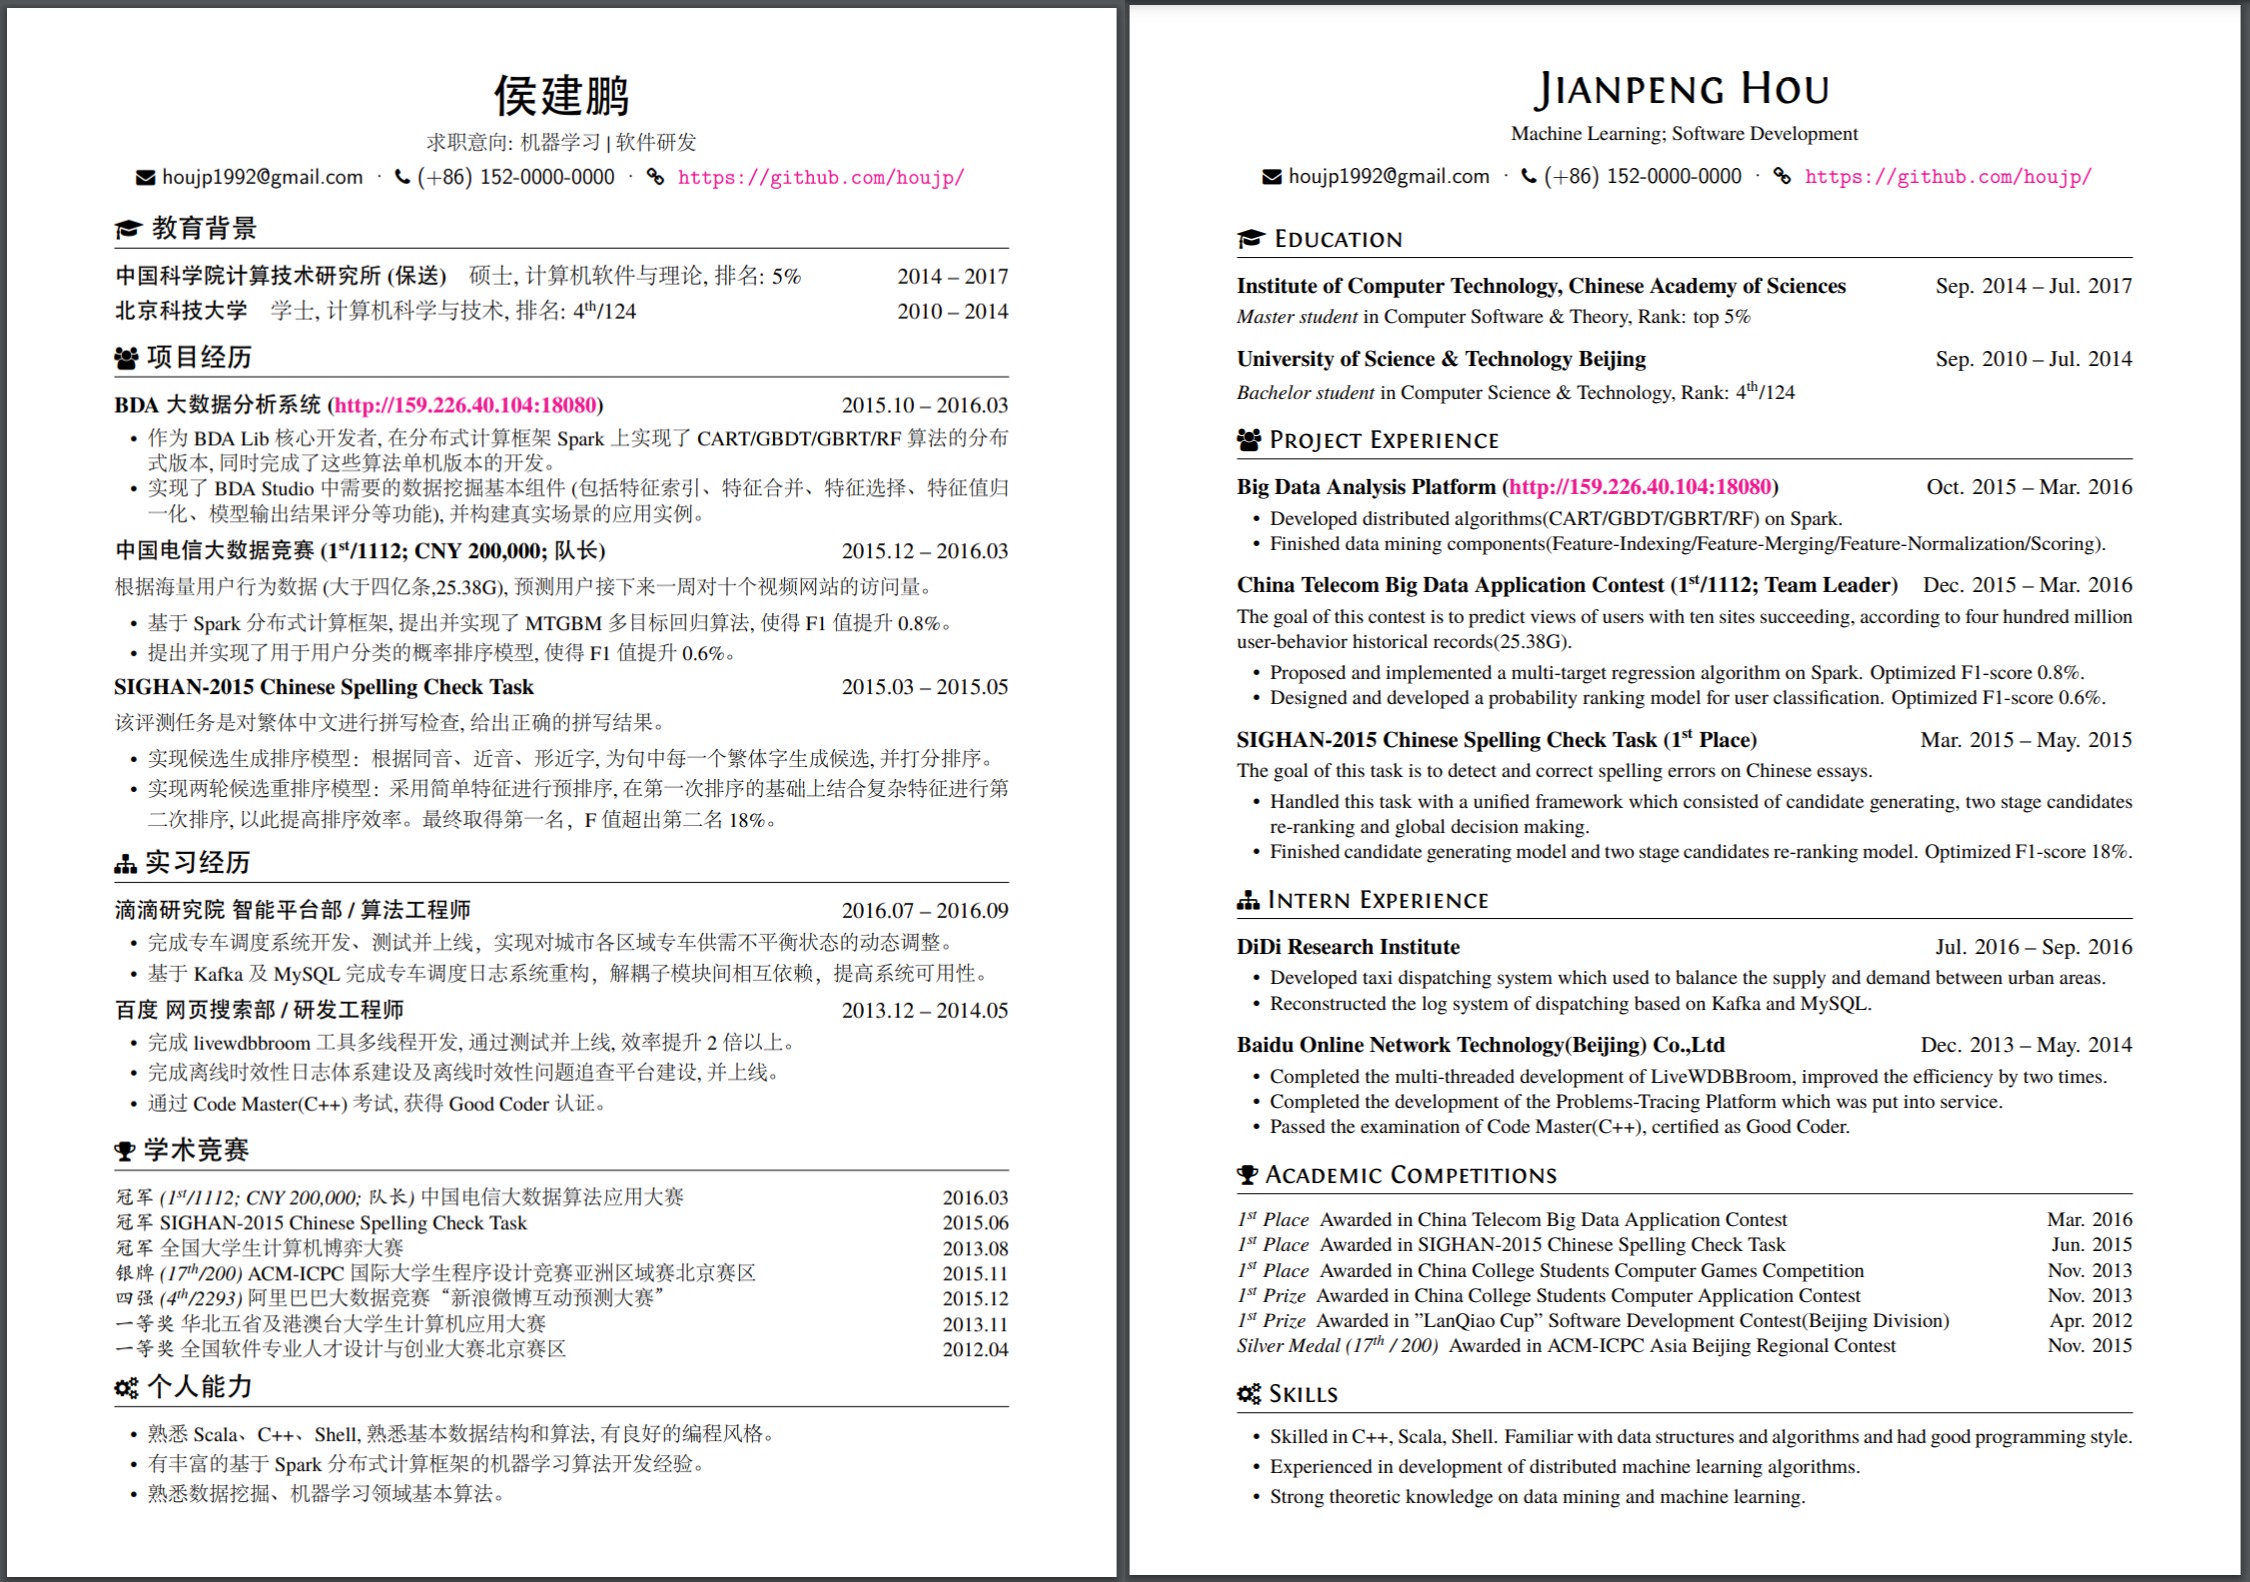 侯建鹏
求职意向: 机器学习 | 软件研发
houjp1992@gmail.com · (+86) 152-0000-0000 · https://github.com/houjp/
教育背景
中国科学院计算技术研究所 (保送) 硕士, 计算机软件与理论, 排名: 5% 2014 – 2017
北京科技大学 学士, 计算机科学与技术, 排名: 4th/124 2010 – 2014
项目经历
BDA 大数据分析系统 (http://159.226.40.104:18080) 2015.10 – 2016.03
• 作为 BDA Lib 核心开发者, 在分布式计算框架 Spark 上实现了 CART/GBDT/GBRT/RF 算法的分布
式版本, 同时完成了这些算法单机版本的开发。
• 实现了 BDA Studio 中需要的数据挖掘基本组件 (包括特征索引、特征合并、特征选择、特征值归
一化、模型输出结果评分等功能), 并构建真实场景的应用实例。
中国电信大数据竞赛 (1st/1112; CNY 200,000; 队长) 2015.12 – 2016.03
根据海量用户行为数据 (大于四亿条,25.38G), 预测用户接下来一周对十个视频网站的访问量。
• 基于 Spark 分布式计算框架, 提出并实现了 MTGBM 多目标回归算法, 使得 F1 值提升 0.8%。
• 提出并实现了用于用户分类的概率排序模型, 使得 F1 值提升 0.6%。
SIGHAN-2015 Chinese Spelling Check Task 2015.03 – 2015.05
该评测任务是对繁体中文进行拼写检查, 给出正确的拼写结果。
• 实现候选生成排序模型：根据同音、近音、形近字, 为句中每一个繁体字生成候选, 并打分排序。
• 实现两轮候选重排序模型：采用简单特征进行预排序, 在第一次排序的基础上结合复杂特征进行第
二次排序, 以此提高排序效率。最终取得第一名，F 值超出第二名 18%。
实习经历
滴滴研究院 智能平台部 / 算法工程师 2016.07 – 2016.09
• 完成专车调度系统开发、测试并上线，实现对城市各区域专车供需不平衡状态的动态调整。
• 基于 Kafka 及 MySQL 完成专车调度日志系统重构，解耦子模块间相互依赖，提高系统可用性。
百度 网页搜索部 / 研发工程师 2013.12 – 2014.05
• 完成 livewdbbroom 工具多线程开发, 通过测试并上线, 效率提升 2 倍以上。
• 完成离线时效性日志体系建设及离线时效性问题追查平台建设, 并上线。
• 通过 Code Master(C++) 考试, 获得 Good Coder 认证。
学术竞赛
冠军 (1st/1112; CNY 200,000; 队长) 中国电信大数据算法应用大赛 2016.03
冠军 SIGHAN-2015 Chinese Spelling Check Task 2015.06
冠军 全国大学生计算机博弈大赛 2013.08
银牌 (17th/200) ACM-ICPC 国际大学生程序设计竞赛亚洲区域赛北京赛区 2015.11
四强 (4th/2293) 阿里巴巴大数据竞赛“新浪微博互动预测大赛” 2015.12
一等奖 华北五省及港澳台大学生计算机应用大赛 2013.11
一等奖 全国软件专业人才设计与创业大赛北京赛区 2012.04
个人能力
• 熟悉 Scala、C++、Shell, 熟悉基本数据结构和算法, 有良好的编程风格。
• 有丰富的基于 Spark 分布式计算框架的机器学习算法开发经验。
• 熟悉数据挖掘、机器学习领域基本算法。
JIANPENG HOU
Machine Learning; Software Development
houjp1992@gmail.com · (+86) 152-0000-0000 · https://github.com/houjp/
EDUCATION
Institute of Computer Technology, Chinese Academy of Sciences Sep. 2014 – Jul. 2017
Master student in Computer Software & Theory, Rank: top 5%
University of Science & Technology Beijing Sep. 2010 – Jul. 2014
Bachelor student in Computer Science & Technology, Rank: 4th/124
PROJECT EXPERIENCE
Big Data Analysis Platform (http://159.226.40.104:18080) Oct. 2015 – Mar. 2016
• Developed distributed algorithms(CART/GBDT/GBRT/RF) on Spark.
• Finished data mining components(Feature-Indexing/Feature-Merging/Feature-Normalization/Scoring).
China Telecom Big Data Application Contest (1st/1112; Team Leader) Dec. 2015 – Mar. 2016
The goal of this contest is to predict views of users with ten sites succeeding, according to four hundred million
user-behavior historical records(25.38G).
• Proposed and implemented a multi-target regression algorithm on Spark. Optimized F1-score 0.8%.
• Designed and developed a probability ranking model for user classification. Optimized F1-score 0.6%.
SIGHAN-2015 Chinese Spelling Check Task (1st Place) Mar. 2015 – May. 2015
The goal of this task is to detect and correct spelling errors on Chinese essays.
• Handled this task with a unified framework which consisted of candidate generating, two stage candidates
re-ranking and global decision making.
• Finished candidate generating model and two stage candidates re-ranking model. Optimized F1-score 18%.
INTERN EXPERIENCE
DiDi Research Institute Jul. 2016 – Sep. 2016
• Developed taxi dispatching system which used to balance the supply and demand between urban areas.
• Reconstructed the log system of dispatching based on Kafka and MySQL.
Baidu Online Network Technology(Beijing) Co.,Ltd Dec. 2013 – May. 2014
• Completed the multi-threaded development of LiveWDBBroom, improved the efficiency by two times.
• Completed the development of the Problems-Tracing Platform which was put into service.
• Passed the examination of Code Master(C++), certified as Good Coder.
ACADEMIC COMPETITIONS
1st Place Awarded in China Telecom Big Data Application Contest Mar. 2016
1st Place Awarded in SIGHAN-2015 Chinese Spelling Check Task Jun. 2015
1st Place Awarded in China College Students Computer Games Competition Nov. 2013
1st Prize Awarded in China College Students Computer Application Contest Nov. 2013
1st Prize Awarded in ”LanQiao Cup” Software Development Contest(Beijing Division) Apr. 2012
Silver Medal (17th / 200) Awarded in ACM-ICPC Asia Beijing Regional Contest Nov. 2015
SKILLS
• Skilled in C++, Scala, Shell. Familiar with data structures and algorithms and had good programming style.
• Experienced in development of distributed machine learning algorithms.
• Strong theoretic knowledge on data mining and machine learning.